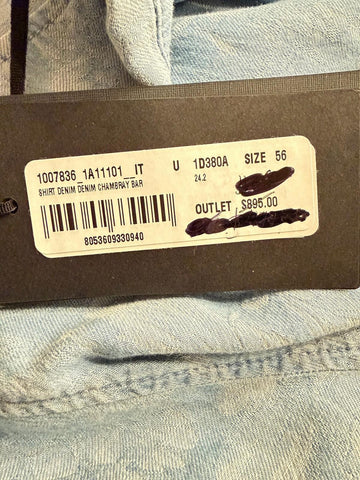 1007836_1A11101__IT U 1D380A SIZE 56
SHIRT DENIM DENIM CHAMBRAY BAR 24.2
OUTLET $895.00
8053609330940